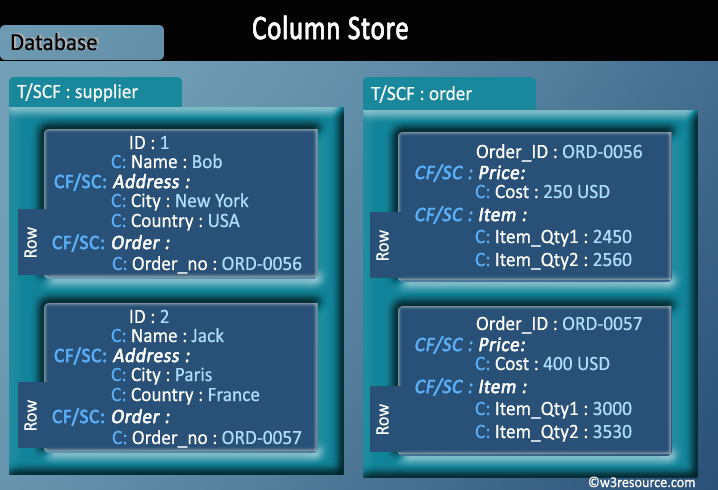 Column Store
Database
T/SCF : supplier
ID : 1
C: Name : Bob
CF/SC: Address :
C: City : New York
C: Country : USA
CF/SC: Order :
C: Order_no : ORD-0056
Row
ID : 2
C: Name : Jack
CF/SC: Address :
C: City : Paris
C: Country : France
CF/SC: Order :
C: Order_no : ORD-0057
Row
T/SCF : order
Order_ID : ORD-0056
CF/SC : Price:
C: Cost : 250 USD
CF/SC : Item :
C: Item_Qty1 : 2450
C: Item_Qty2 : 2560
Row
Order_ID : ORD-0057
CF/SC : Price:
C: Cost : 400 USD
CF/SC : Item :
C: Item_Qty1 : 3000
C: Item_Qty2 : 3530
Row
©w3resource.com